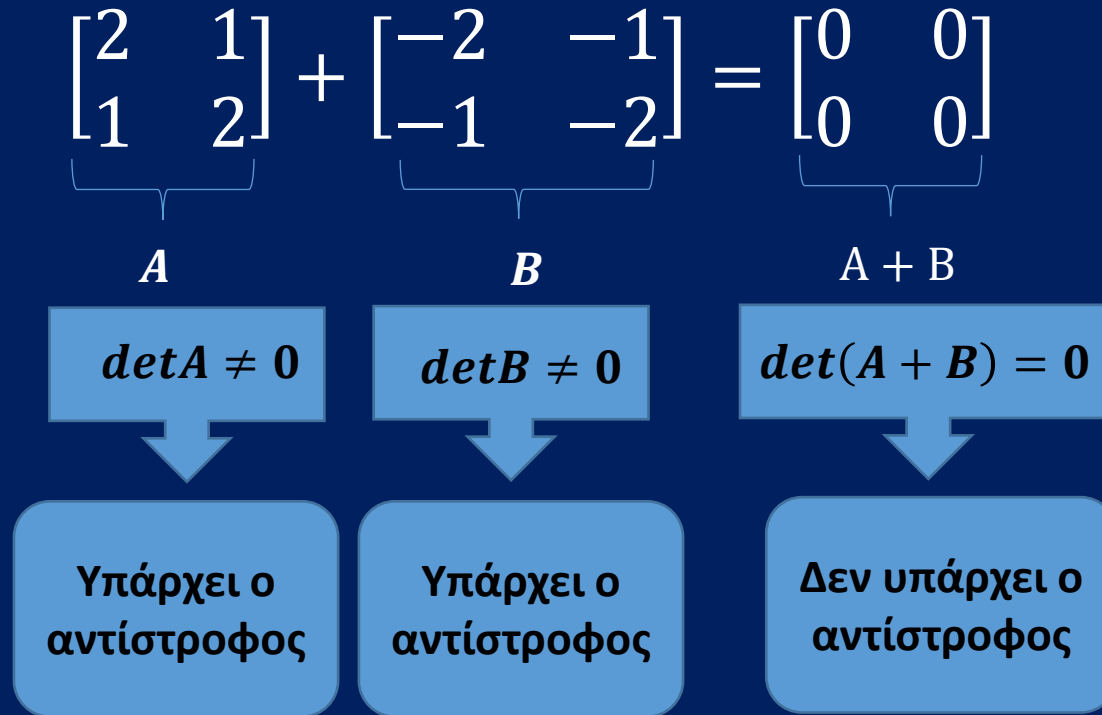 [2 1; 1 2] + [−2 −1; −1 −2] = [0 0; 0 0]
A B A + B
detA ≠ 0 detB ≠ 0 det(A + B) = 0
Υπάρχει ο
αντίστροφος
Υπάρχει ο
αντίστροφος
Δεν υπάρχει ο
αντίστροφος